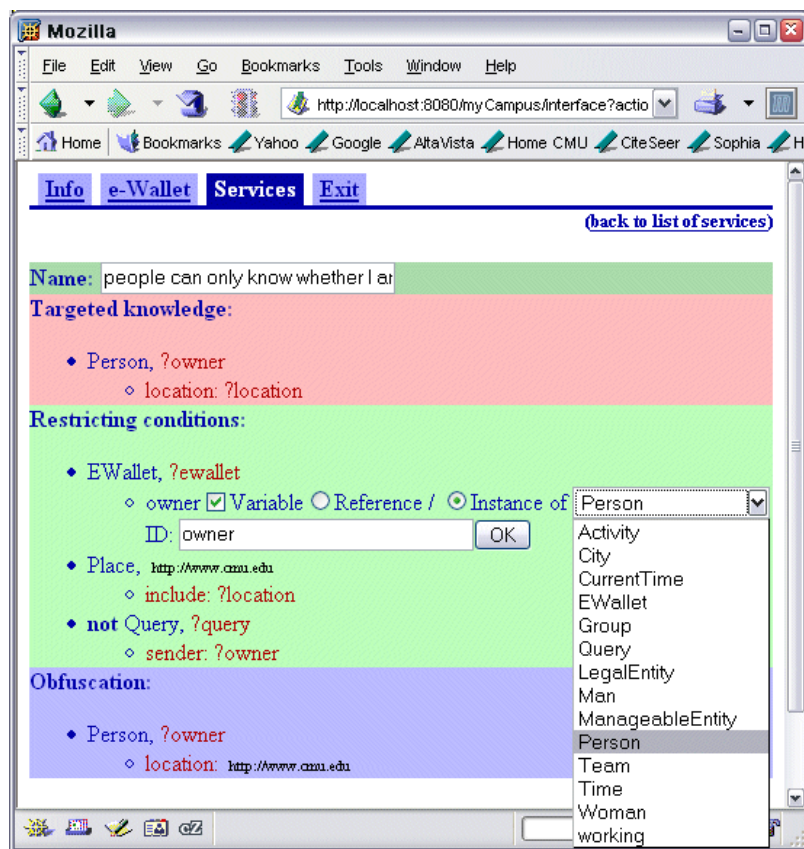 Mozilla
File Edit View Go Bookmarks Tools Window Help
http://localhost:8080/myCampus/interface?actio
Home Bookmarks Yahoo Google AltaVista Home CMU CiteSeer Sophia H
Info e-Wallet Services Exit
(back to list of services)
Name: people can only know whether I ar
Targeted knowledge:
Person, ?owner
location: ?location
Restricting conditions:
EWallet, ?ewallet
owner Variable Reference / Instance of Person
ID: owner OK
Place, http://www.cmu.edu
include: ?location
not Query, ?query
sender: ?owner
Obfuscation:
Person, ?owner
location: http://www.cmu.edu
Activity
City
CurrentTime
EWallet
Group
Query
LegalEntity
Man
ManageableEntity
Person
Team
Time
Woman
working